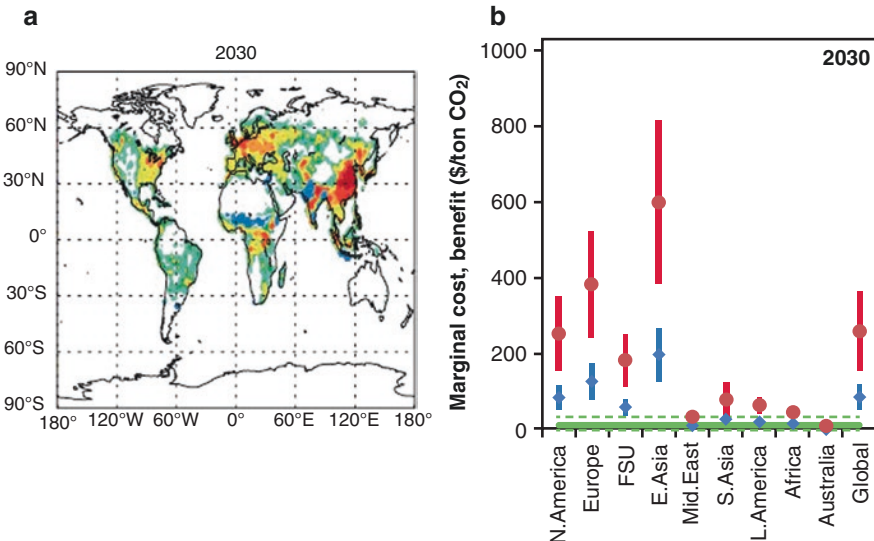 a
2030
90°N
60°N
30°N
0°
30°S
60°S
90°S
180° 120°W 60°W 0° 60°E 120°E 180°
b
2030
Marginal cost, benefit ($/ton CO₂)
1000
800
600
400
200
0
N.America
Europe
FSU
E.Asia
Mid.East
S.Asia
L.America
Africa
Australia
Global